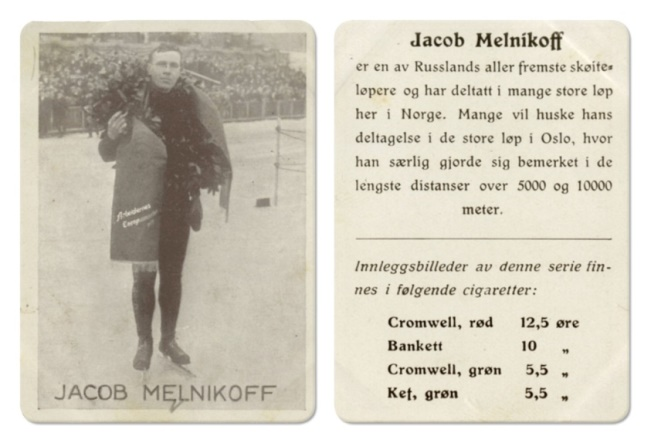 JACOB MELNIKOFF
Jacob Melnikoff
er en av Russlands aller fremste skøite-
løpere og har deltatt i mange store løp
her i Norge. Mange vil huske hans
deltagelse i de store løp i Oslo, hvor
han særlig gjorde sig bemerket i de
lengste distanser over 5000 og 10000
meter.
Innleggsbilleder av denne serie fin-
nes i følgende cigaretter:
Cromwell, rød 12,5 øre
Bankett 10 „
Cromwell, grøn 5,5 „
Ket, grøn 5,5 „